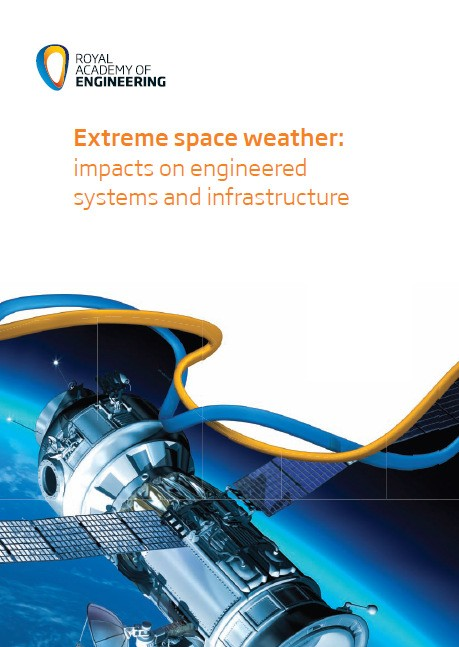 ROYAL
ACADEMY OF
ENGINEERING
Extreme space weather:
impacts on engineered
systems and infrastructure